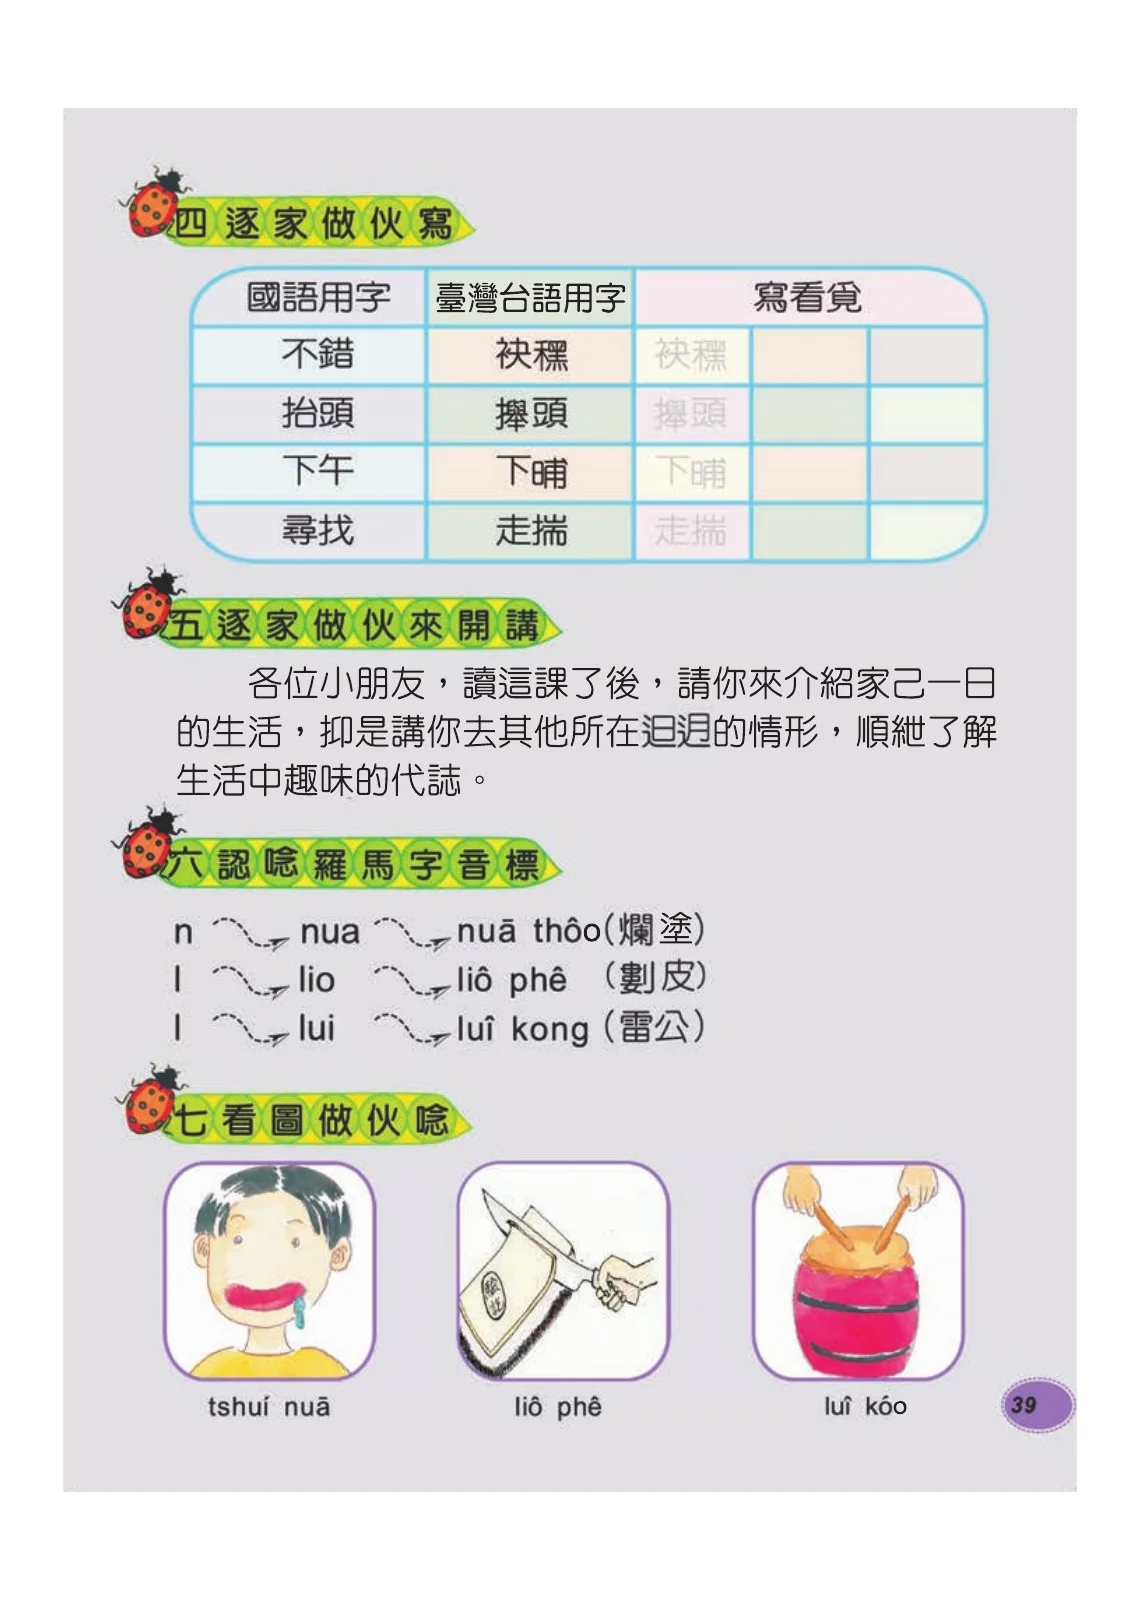 四逐家做伙寫
國語用字 臺灣台語用字 寫看覓
不錯 袂䆀 袂䆀
抬頭 攑頭 攑頭
下午 下晡 下晡
尋找 走揣 走揣
五逐家做伙來開講
各位小朋友，讀這課了後，請你來介紹家己一日
的生活，抑是講你去其他所在𨑨迌的情形，順紲了解
生活中趣味的代誌。
六認唸羅馬字音標
n nua nuā thôo(爛塗)
l lio liô phê (劃皮)
l lui luî kong (雷公)
七看圖做伙唸
tshuí nuā liô phê luî kóo
39